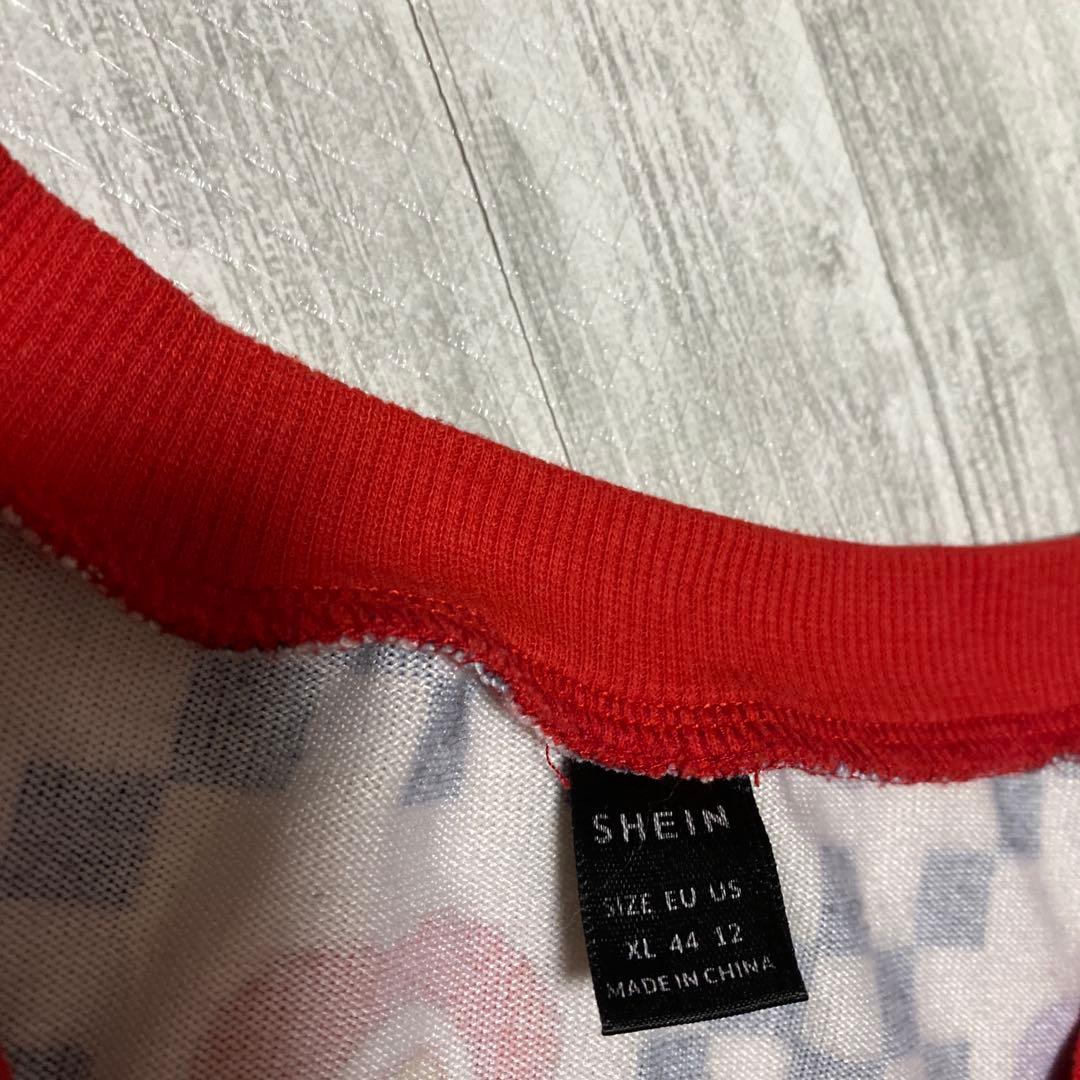 SHEIN
SIZE EU US
XL 44 12
MADE IN CHINA